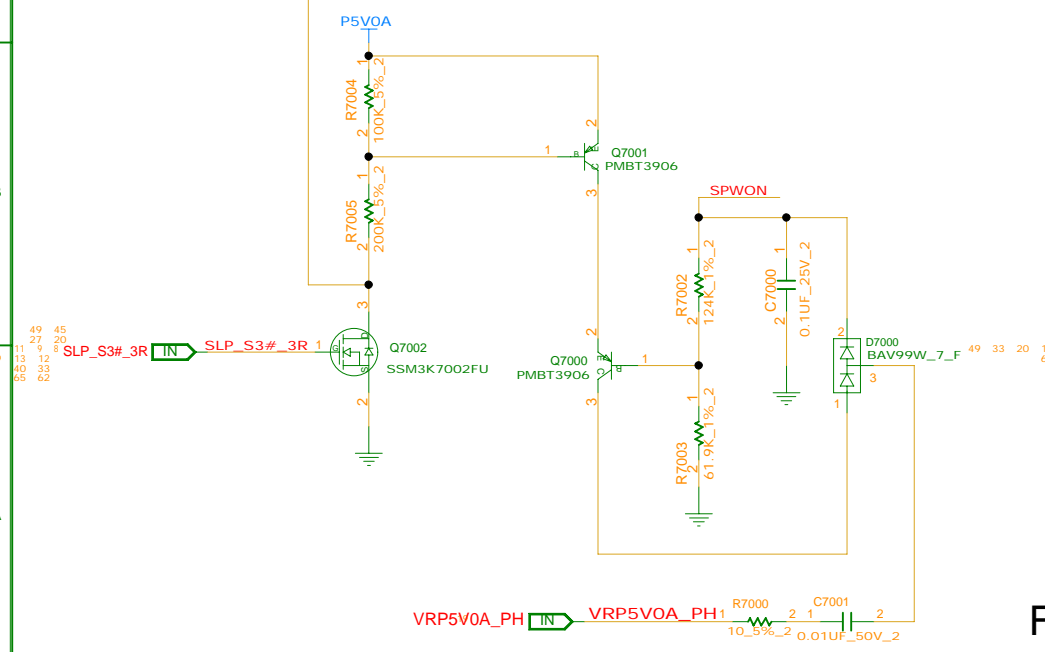 P5V0A
1
R7004
100K_5%_2
2
2
1
B
E
C
Q7001
PMBT3906
3
1
R7005
200K_5%_2
2
SPWON
1
R7002
124K_1%_2
2
1
C7000
0.1UF_25V_2
2
3
49 45
27 20
11 9 8
13 12
40 33
65 62
SLP_S3#_3R
IN
SLP_S3#_3R
1
G
D
S
Q7002
SSM3K7002FU
2
2
Q7000
PMBT3906
E
C
B
1
3
2
D7000
BAV99W_7_F
3
1
49 33 20
1
R7003
61.9K_1%_2
2
VRP5V0A_PH
IN
VRP5V0A_PH
1
R7000
2
10_5%_2
1
C7001
2
0.01UF_50V_2